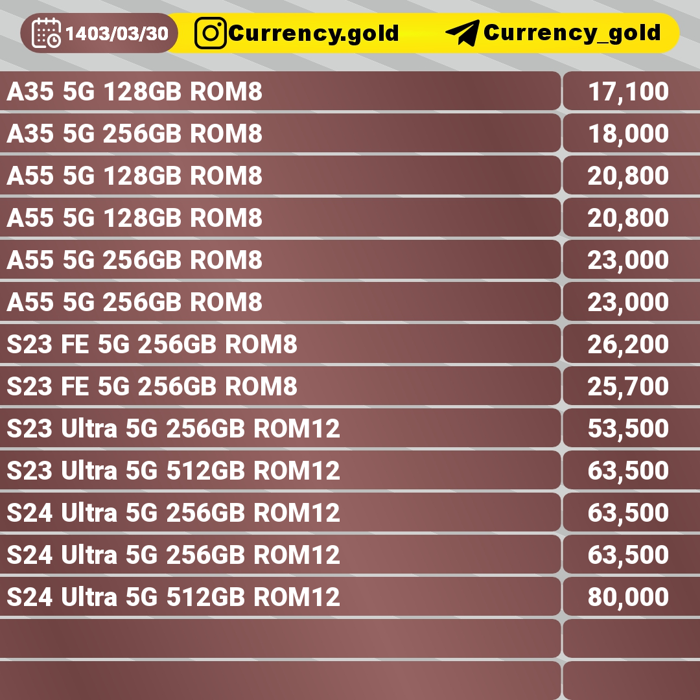 1403/03/30 Currency.gold Currency_gold
A35 5G 128GB ROM8 17,100
A35 5G 256GB ROM8 18,000
A55 5G 128GB ROM8 20,800
A55 5G 128GB ROM8 20,800
A55 5G 256GB ROM8 23,000
A55 5G 256GB ROM8 23,000
S23 FE 5G 256GB ROM8 26,200
S23 FE 5G 256GB ROM8 25,700
S23 Ultra 5G 256GB ROM12 53,500
S23 Ultra 5G 512GB ROM12 63,500
S24 Ultra 5G 256GB ROM12 63,500
S24 Ultra 5G 256GB ROM12 63,500
S24 Ultra 5G 512GB ROM12 80,000